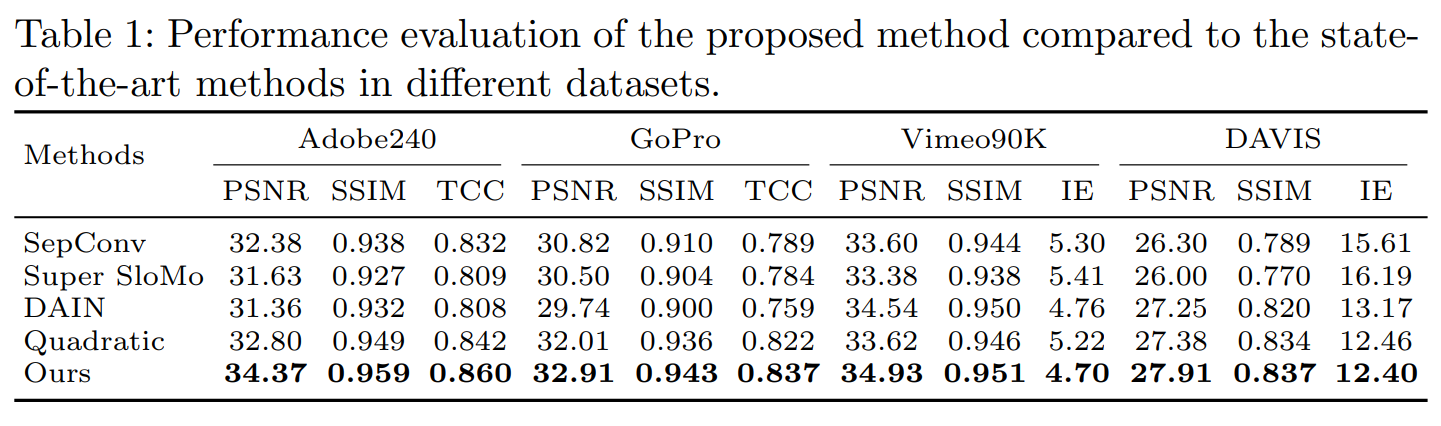 Table 1: Performance evaluation of the proposed method compared to the state-
of-the-art methods in different datasets.
Methods Adobe240 GoPro Vimeo90K DAVIS
PSNR SSIM TCC PSNR SSIM TCC PSNR SSIM IE PSNR SSIM IE
SepConv 32.38 0.938 0.832 30.82 0.910 0.789 33.60 0.944 5.30 26.30 0.789 15.61
Super SloMo 31.63 0.927 0.809 30.50 0.904 0.784 33.38 0.938 5.41 26.00 0.770 16.19
DAIN 31.36 0.932 0.808 29.74 0.900 0.759 34.54 0.950 4.76 27.25 0.820 13.17
Quadratic 32.80 0.949 0.842 32.01 0.936 0.822 33.62 0.946 5.22 27.38 0.834 12.46
Ours 34.37 0.959 0.860 32.91 0.943 0.837 34.93 0.951 4.70 27.91 0.837 12.40